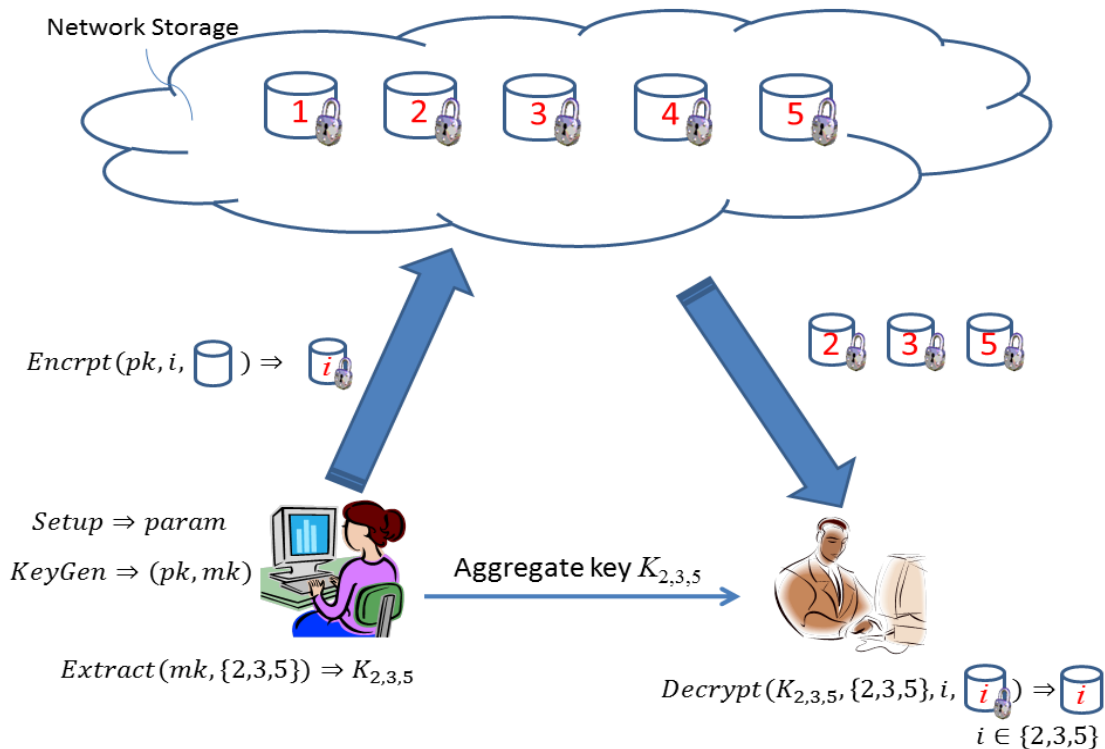 Network Storage
1 2 3 4 5
Encrpt(pk, i, ) ⇒ i
2 3 5
Setup ⇒ param
KeyGen ⇒ (pk, mk)
Aggregate key K₂,₃,₅
Extract(mk, {2,3,5}) ⇒ K₂,₃,₅
Decrypt(K₂,₃,₅, {2,3,5}, i, i ) ⇒ i
i ∈ {2,3,5}